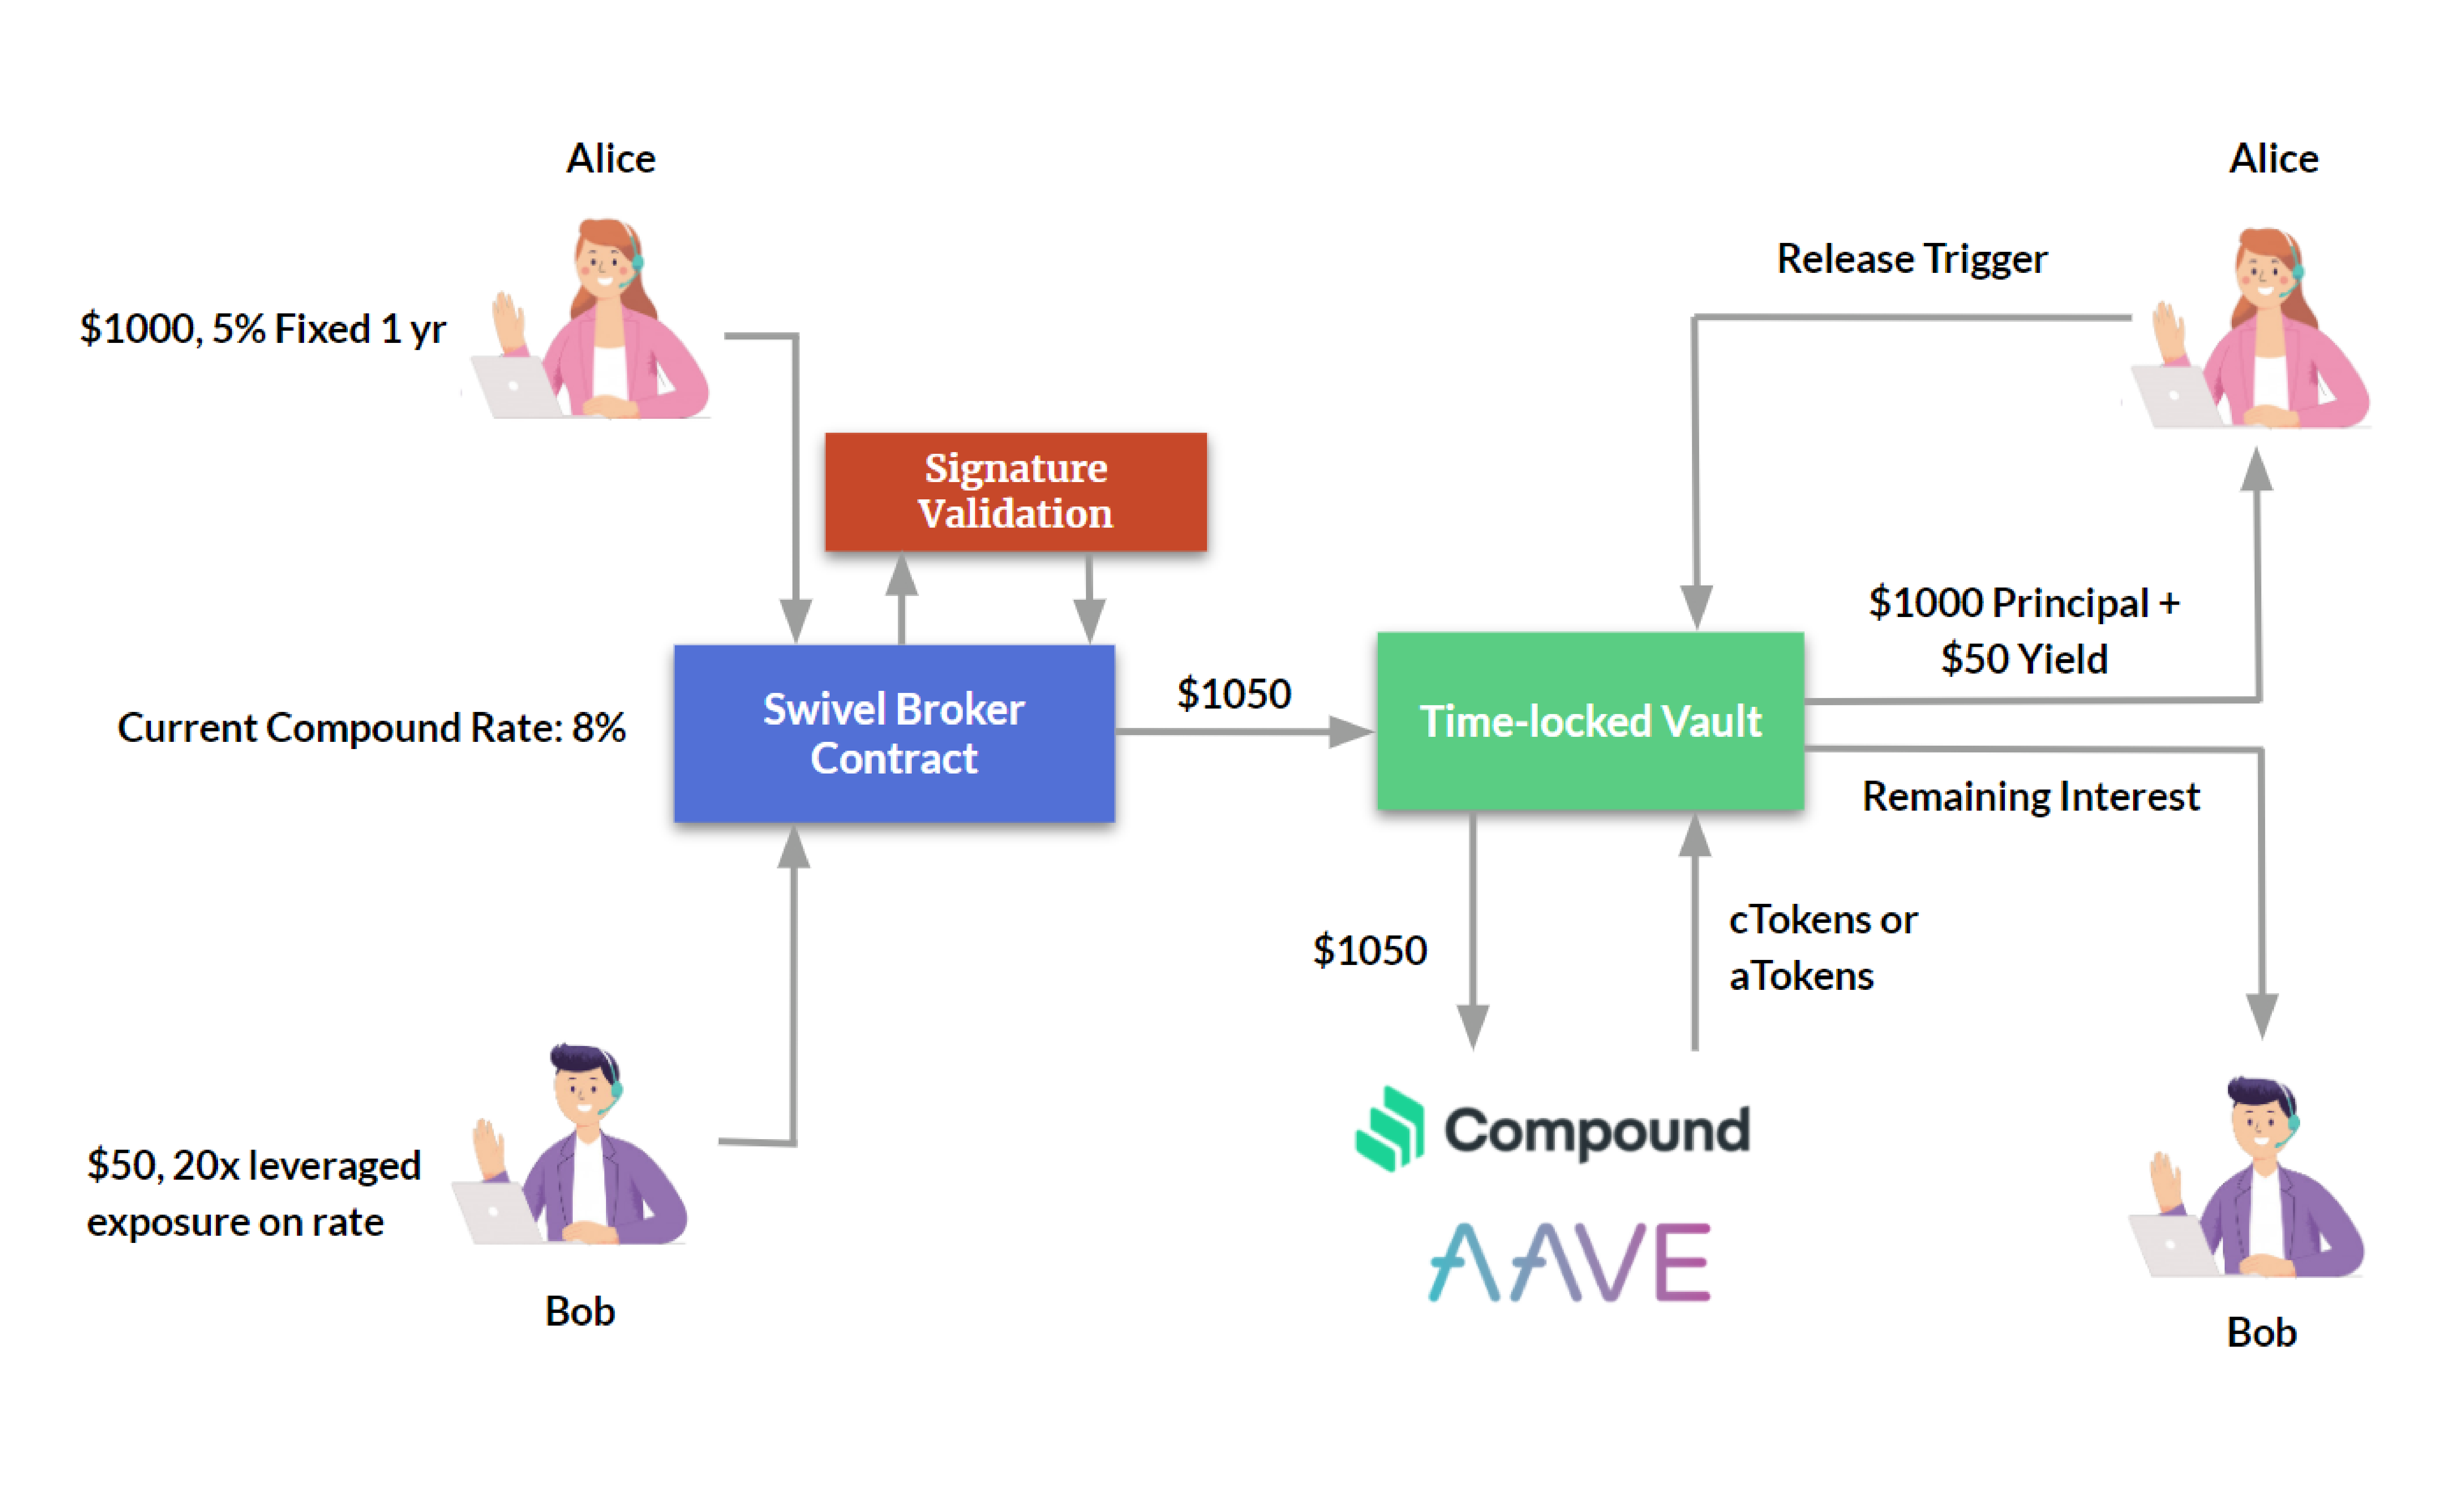 Alice
Alice
Release Trigger
$1000, 5% Fixed 1 yr
Signature
Validation
$1000 Principal +
$50 Yield
Current Compound Rate: 8%
Swivel Broker
Contract
$1050
Time-locked Vault
Remaining Interest
$1050
cTokens or
aTokens
Compound
AAVE
$50, 20x leveraged
exposure on rate
Bob
Bob